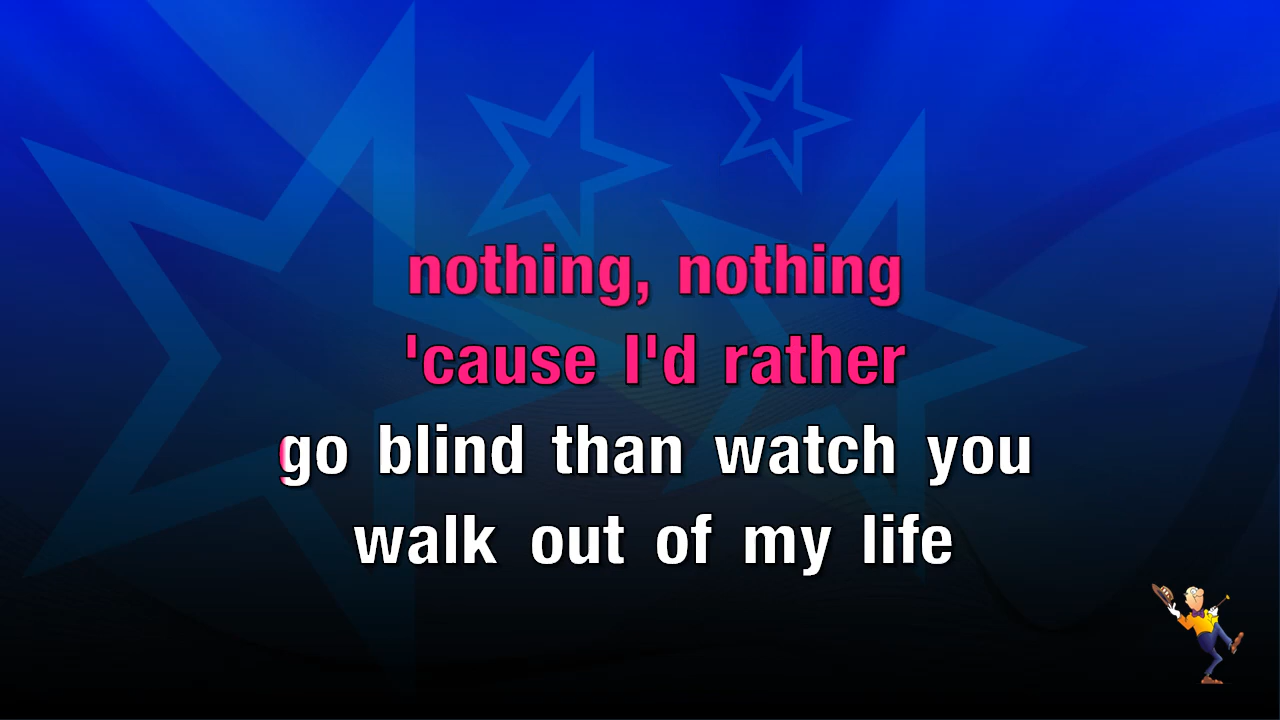 nothing, nothing
'cause I'd rather
go blind than watch you
walk out of my life